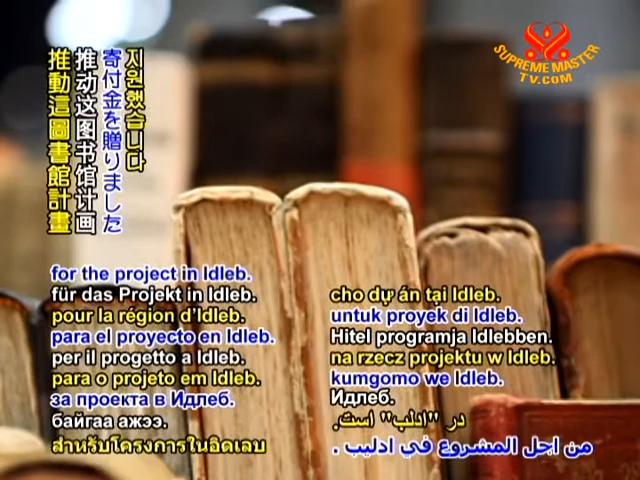 SUPREME MASTER
TV.COM
지원했습니다
寄付金を贈りました
推动这图书馆计画
推動這圖書館計畫
for the project in Idleb.
für das Projekt in Idleb.
pour la région d'Idleb.
para el proyecto en Idleb.
per il progetto a Idleb.
para o projeto em Idleb.
за проекта в Идлеб.
байгаа ажээ.
สำหรับโครงการในอิดเลบ
cho dự án tại Idleb.
untuk proyek di Idleb.
Hitel programja Idlebben.
na rzecz projektu w Idleb.
kumgomo we Idleb.
Идлеб.
در "ادلب" است.
من اجل المشروع في ادليب .